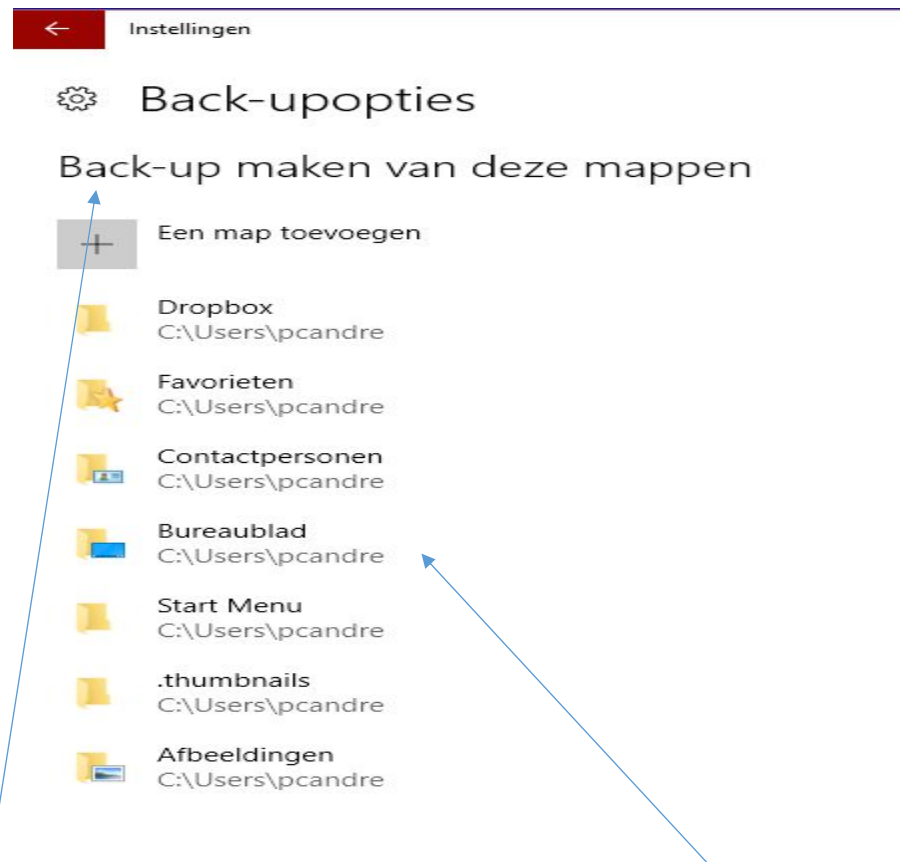 Instellingen
Back-upopties
Back-up maken van deze mappen
Een map toevoegen
Dropbox
C:\Users\pcandre
Favorieten
C:\Users\pcandre
Contactpersonen
C:\Users\pcandre
Bureaublad
C:\Users\pcandre
Start Menu
C:\Users\pcandre
.thumbnails
C:\Users\pcandre
Afbeeldingen
C:\Users\pcandre